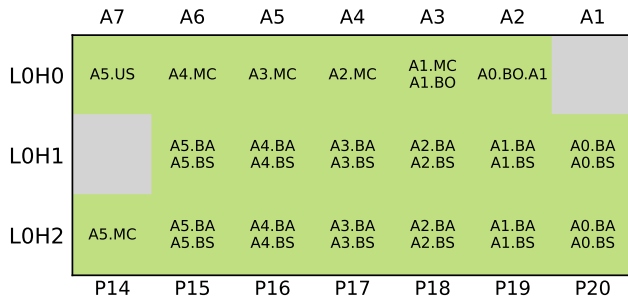 A7 A6 A5 A4 A3 A2 A1
L0H0 A5.US A4.MC A3.MC A2.MC A1.MC A0.BO.A1
A1.BO
L0H1 A5.BA A4.BA A3.BA A2.BA A1.BA A0.BA
A5.BS A4.BS A3.BS A2.BS A1.BS A0.BS
L0H2 A5.MC A5.BA A4.BA A3.BA A2.BA A1.BA A0.BA
A5.BS A4.BS A3.BS A2.BS A1.BS A0.BS
P14 P15 P16 P17 P18 P19 P20